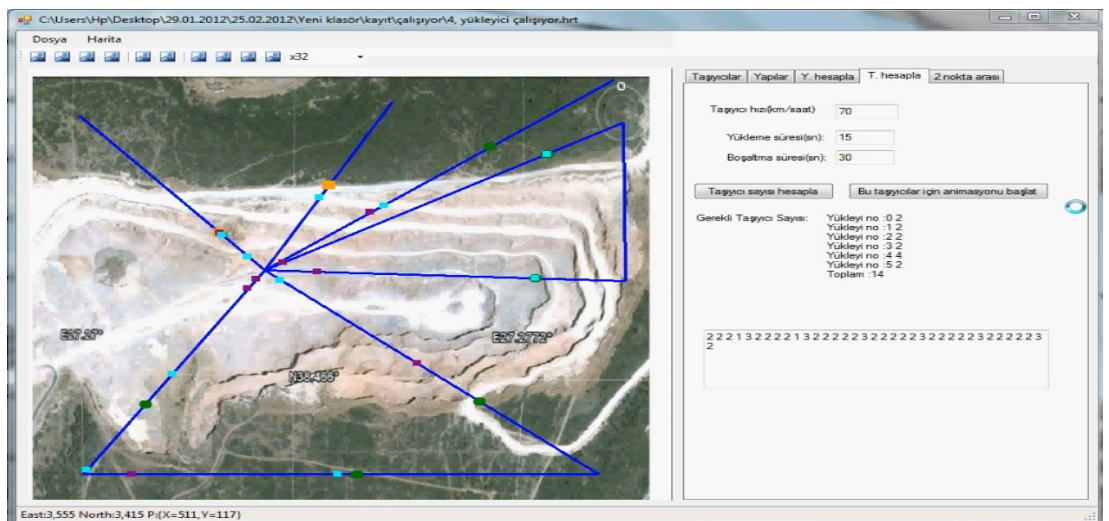 C:\Users\Hp\Desktop\29.01.2012\25.02.2012\Yeni klasör\kayıt\çalışıyor\4, yükleyici çalışıyor.hrt
Dosya Harita
x32
Taşıyıcılar Yapılar Y. hesapla T. hesapla 2 nokta arası
Taşıyıcı hızı(km/saat) 70
Yükleme süresi(sn): 15
Boşaltma süresi(sn): 30
Taşıyıcı sayısı hesapla Bu taşıyıcılar için animasyonu başlat
Gerekli Taşıyıcı Sayısı: Yükleyi no :0 2
Yükleyi no :1 2
Yükleyi no :2 2
Yükleyi no :3 2
Yükleyi no :4 4
Yükleyi no :5 2
Toplam :14
2 2 2 1 3 2 2 2 2 1 3 2 2 2 2 2 3 2 2 2 2 2 3 2 2 2 2 2 3 2 2 2 2 2 3
2
E27.27°
E27.2772°
N38.456°
East:3,555 North:3,415 P:{X=511,Y=117}